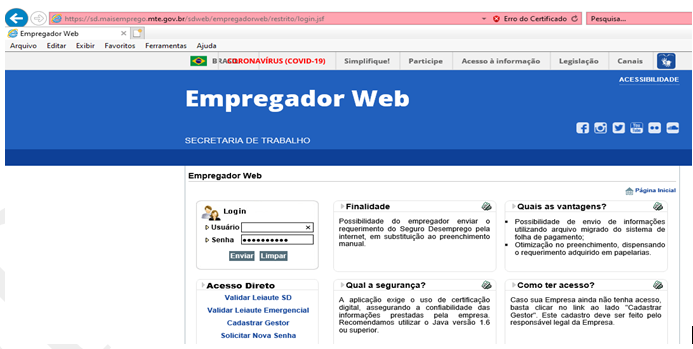 https://sd.maisemprego.mte.gov.br/sdweb/empregadorweb/restrito/login.jsf
Erro do Certificado
Pesquisa...
Empregador Web
Arquivo Editar Exibir Favoritos Ferramentas Ajuda
BRASIL CORONAVÍRUS (COVID-19) Simplifique! Participe Acesso à informação Legislação Canais
ACESSIBILIDADE
Empregador Web
SECRETARIA DE TRABALHO
Empregador Web
Página Inicial
Login
Usuário
Senha
Enviar Limpar
Finalidade
Possibilidade do empregador enviar o
requerimento do Seguro Desemprego pela
internet, em substituição ao preenchimento
manual.
Quais as vantagens?
Possibilidade de envio de informações
utilizando arquivo migrado do sistema de
folha de pagamento;
Otimização no preenchimento, dispensando
o requerimento adquirido em papelarias.
Acesso Direto
Validar Leiaute SD
Validar Leiaute Emergencial
Cadastrar Gestor
Solicitar Nova Senha
Qual a segurança?
A aplicação exige o uso de certificação
digital, assegurando a confiabilidade das
informações prestadas pela empresa.
Recomendamos utilizar o Java versión 1.6
ou superior.
Como ter acesso?
Caso sua Empresa ainda não tenha acesso,
basta clicar no link ao lado "Cadastrar
Gestor". Este cadastro deve ser feito pelo
responsável legal da Empresa.